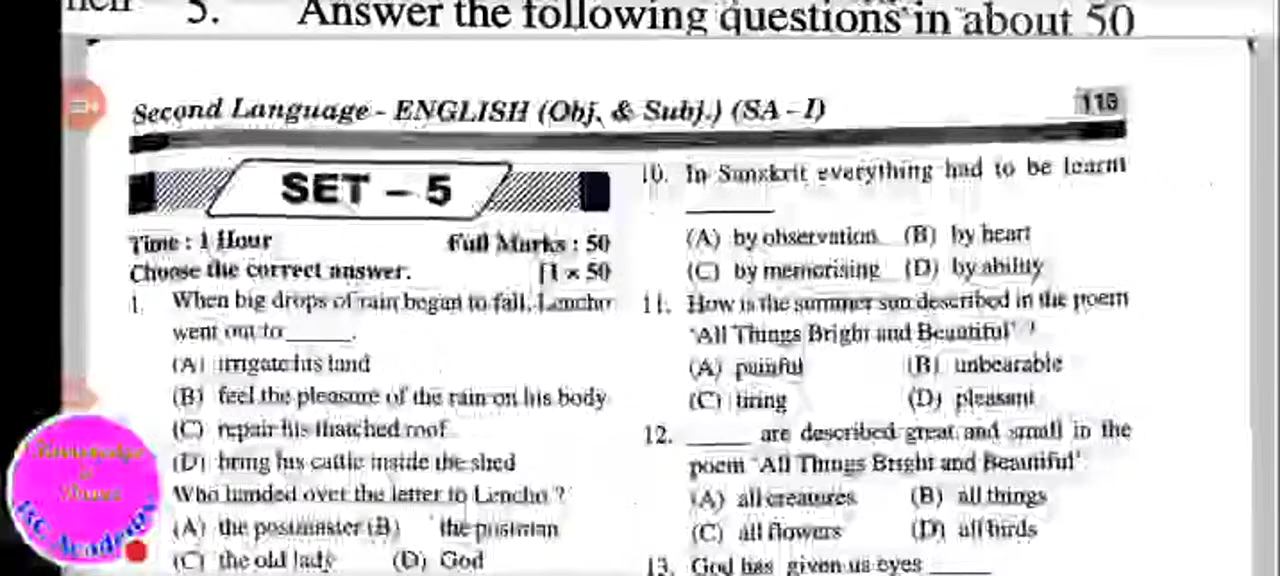 5. Answer the following questions in about 50
Second Language - ENGLISH (Obj. & Subj.) (SA - I)
SET - 5
Time : 1 Hour Full Marks : 50
Choose the correct answer. [1 × 50
1. When big drops of rain began to fall, Lencho
went out to ______.
(A) irrigate his land
(B) feel the pleasure of the rain on his body
(C) repair his thatched roof
(D) bring his cattle inside the shed
Who handed over the letter to Lencho ?
(A) the postmaster (B) the postman
(C) the old lady (D) God
10. In Sanskrit everything had to be learnt
________
(A) by observation (B) by heart
(C) by memorising (D) by ability
11. How is the summer sun described in the poem
'All Things Bright and Beautiful' ?
(A) painful (B) unbearable
(C) tiring (D) pleasant
12. ______ are described great and small in the
poem 'All Things Bright and Beautiful'
(A) all creatures (B) all things
(C) all flowers (D) all birds
13. God has given us eyes ______
Knowledge
is
Academy